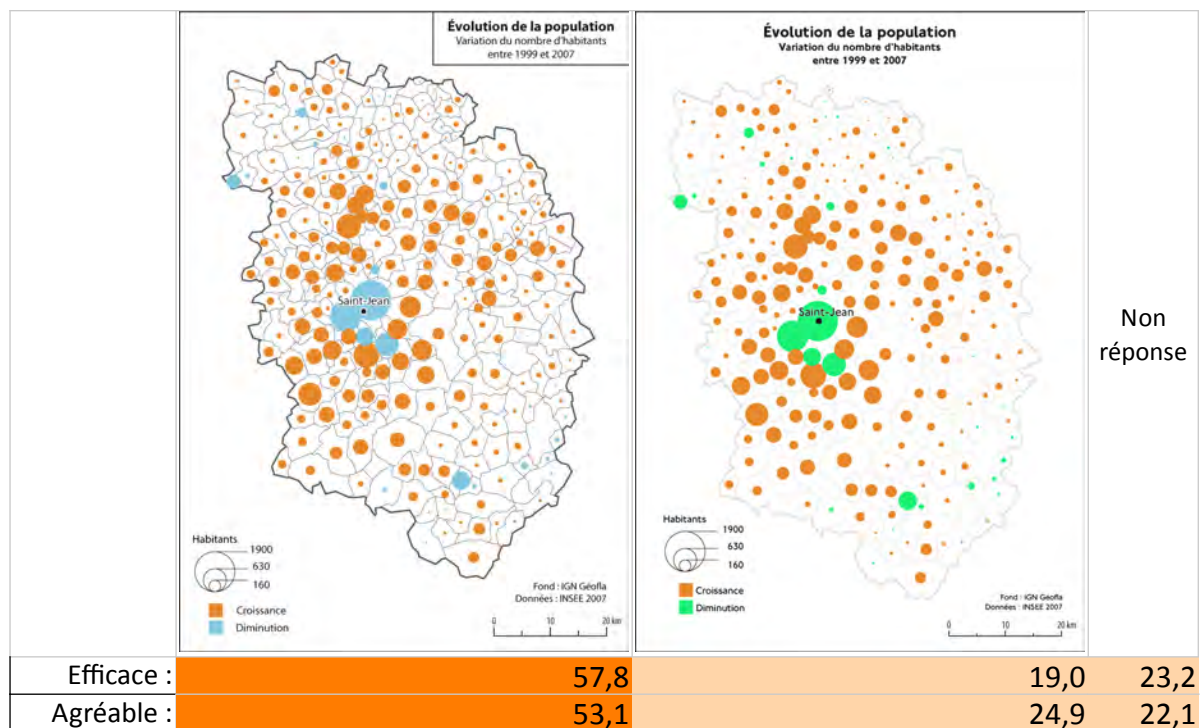 Évolution de la population
Variation du nombre d'habitants
entre 1999 et 2007
Saint-Jean
Habitants
1900
630
160
Croissance
Diminution
Fond : IGN Géofla
Données : INSEE 2007
0 10 20 km
Évolution de la population
Variation du nombre d'habitants
entre 1999 et 2007
Saint-Jean
Habitants
1900
630
160
Croissance
Diminution
Fond : IGN Géofla
Données : INSEE 2007
0 10 20 km
Non
réponse
Efficace : 57,8 19,0 23,2
Agréable : 53,1 24,9 22,1